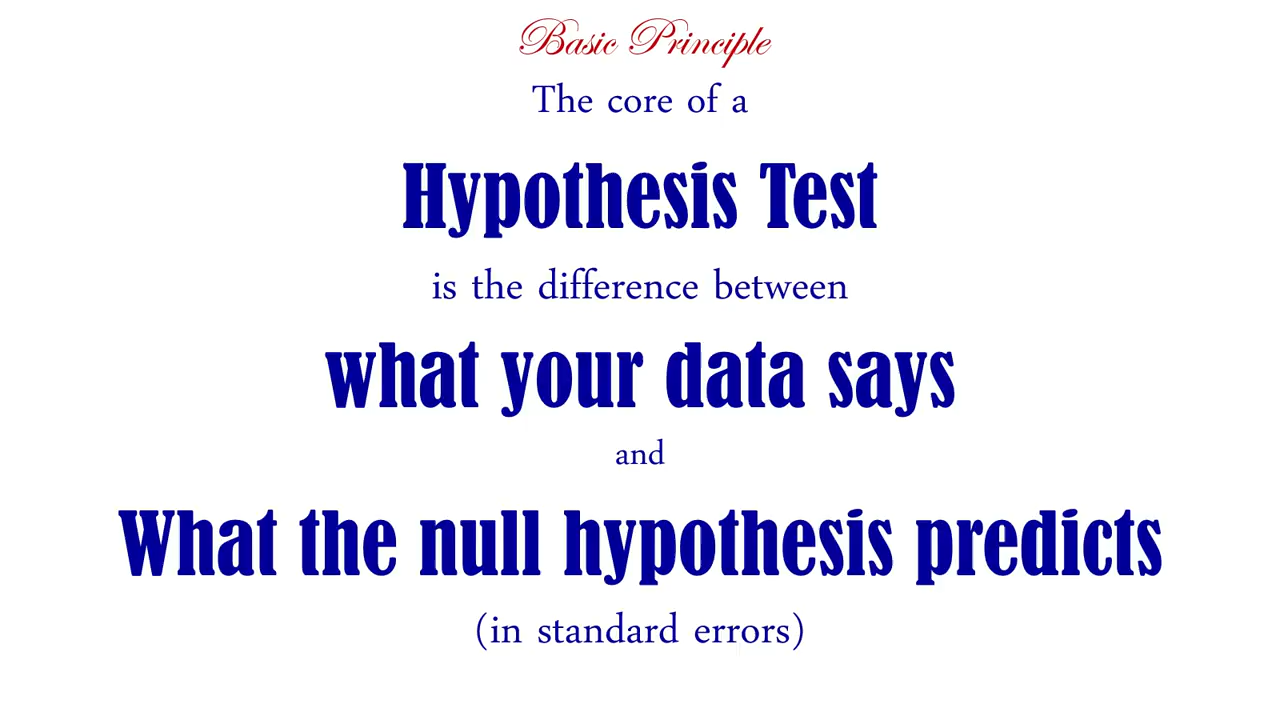 Basic Principle
The core of a
Hypothesis Test
is the difference between
what your data says
and
What the null hypothesis predicts
(in standard errors)